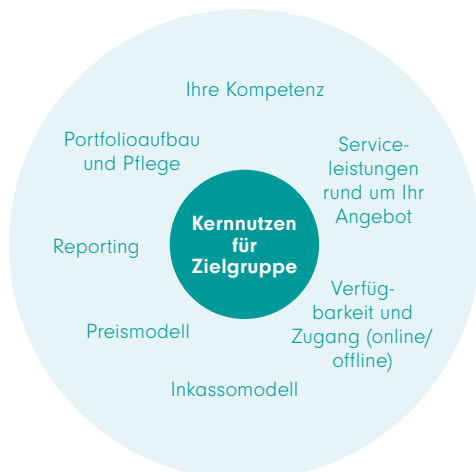 Ihre Kompetenz
Portfolioaufbau
und Pflege
Service-
leistungen
rund um Ihr
Angebot
Kernnutzen
für
Zielgruppe
Reporting
Verfüg-
barkeit und
Zugang (online/
offline)
Preismodell
Inkassomodell